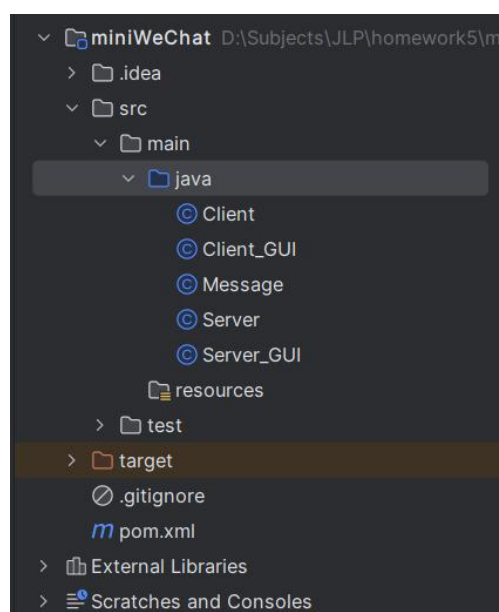 miniWeChat D:\Subjects\JLP\homework5\m
.idea
src
main
java
Client
Client_GUI
Message
Server
Server_GUI
resources
test
target
.gitignore
m pom.xml
External Libraries
Scratches and Consoles